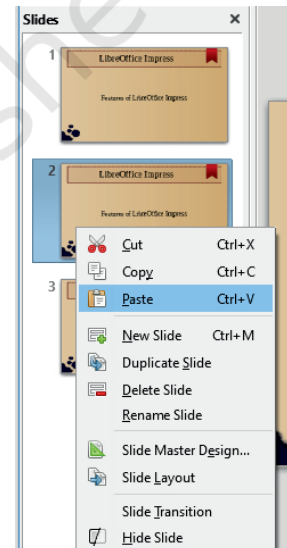 Slides ×
1
LibreOffice Impress
Features of LibreOffice Impress
2
LibreOffice Impress
Features of LibreOffice Impress
Cut Ctrl+X
Copy Ctrl+C
3
Paste Ctrl+V
New Slide Ctrl+M
Duplicate Slide
Delete Slide
Rename Slide
Slide Master Design...
Slide Layout
Slide Transition
Hide Slide